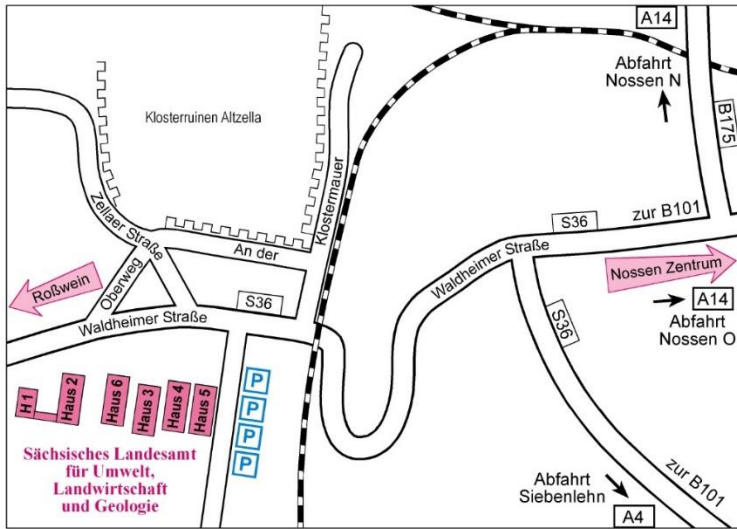 A14
Abfahrt
Nossen N
B175
Klosterruinen Altzella
Klostermauer
Zellaer Straße
An der
S36
zur B101
Waldheimer Straße
Nossen Zentrum
Roßwein
Oberweg
S36
Waldheimer Straße
S36
A14
Abfahrt
Nossen O
H1
Haus 2
Haus 6
Haus 3
Haus 4
Haus 5
P
P
P
P
Sächsisches Landesamt
für Umwelt,
Landwirtschaft
und Geologie
Abfahrt
Siebenlehn
zur B101
A4